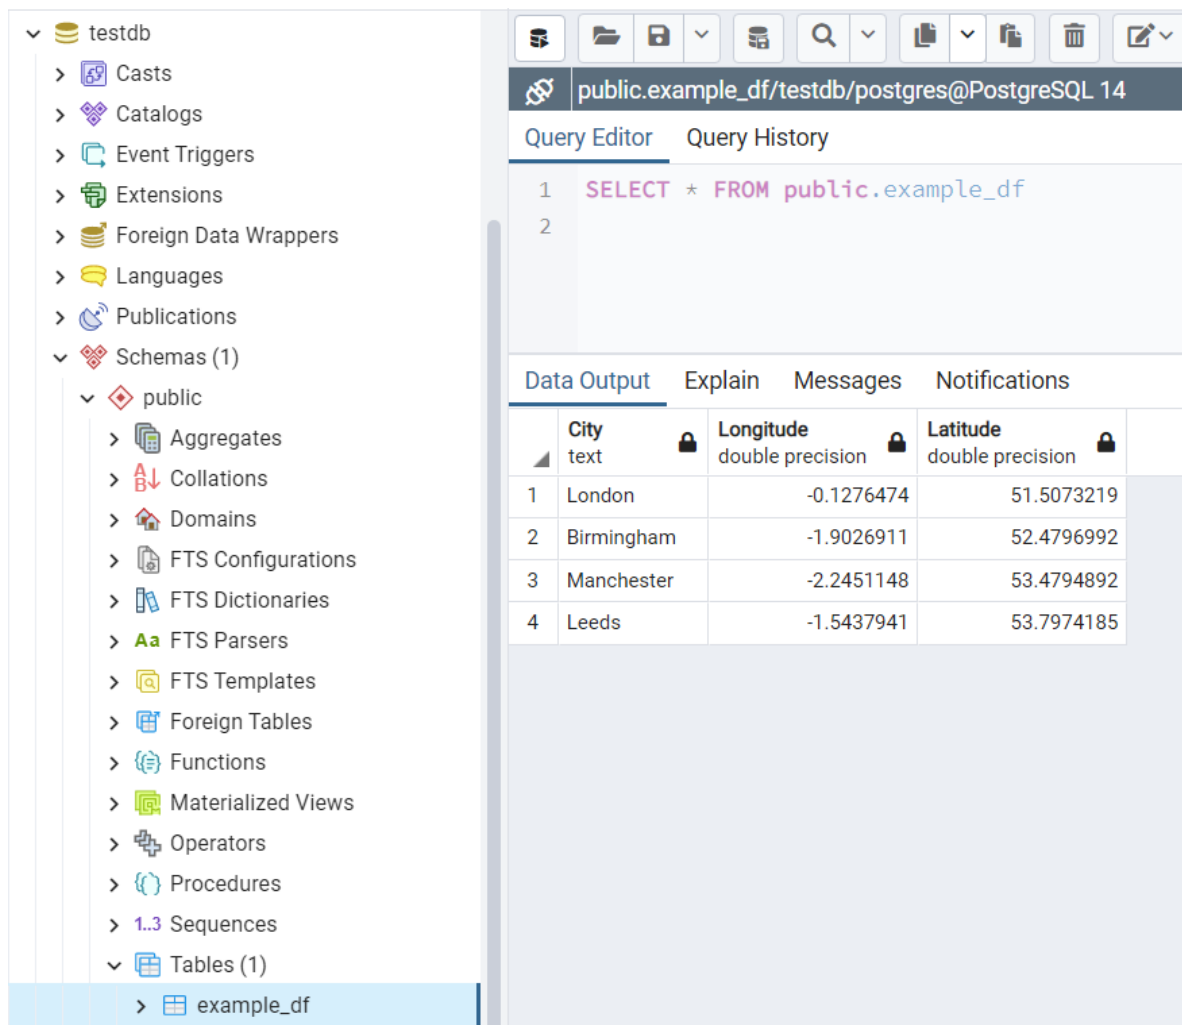 testdb
Casts
Catalogs
Event Triggers
Extensions
Foreign Data Wrappers
Languages
Publications
Schemas (1)
public
Aggregates
Collations
Domains
FTS Configurations
FTS Dictionaries
Aa FTS Parsers
FTS Templates
Foreign Tables
Functions
Materialized Views
Operators
Procedures
1..3 Sequences
Tables (1)
example_df
public.example_df/testdb/postgres@PostgreSQL 14
Query Editor Query History
1 SELECT * FROM public.example_df
2
Data Output Explain Messages Notifications
City Longitude Latitude
text double precision double precision
1 London -0.1276474 51.5073219
2 Birmingham -1.9026911 52.4796992
3 Manchester -2.2451148 53.4794892
4 Leeds -1.5437941 53.7974185